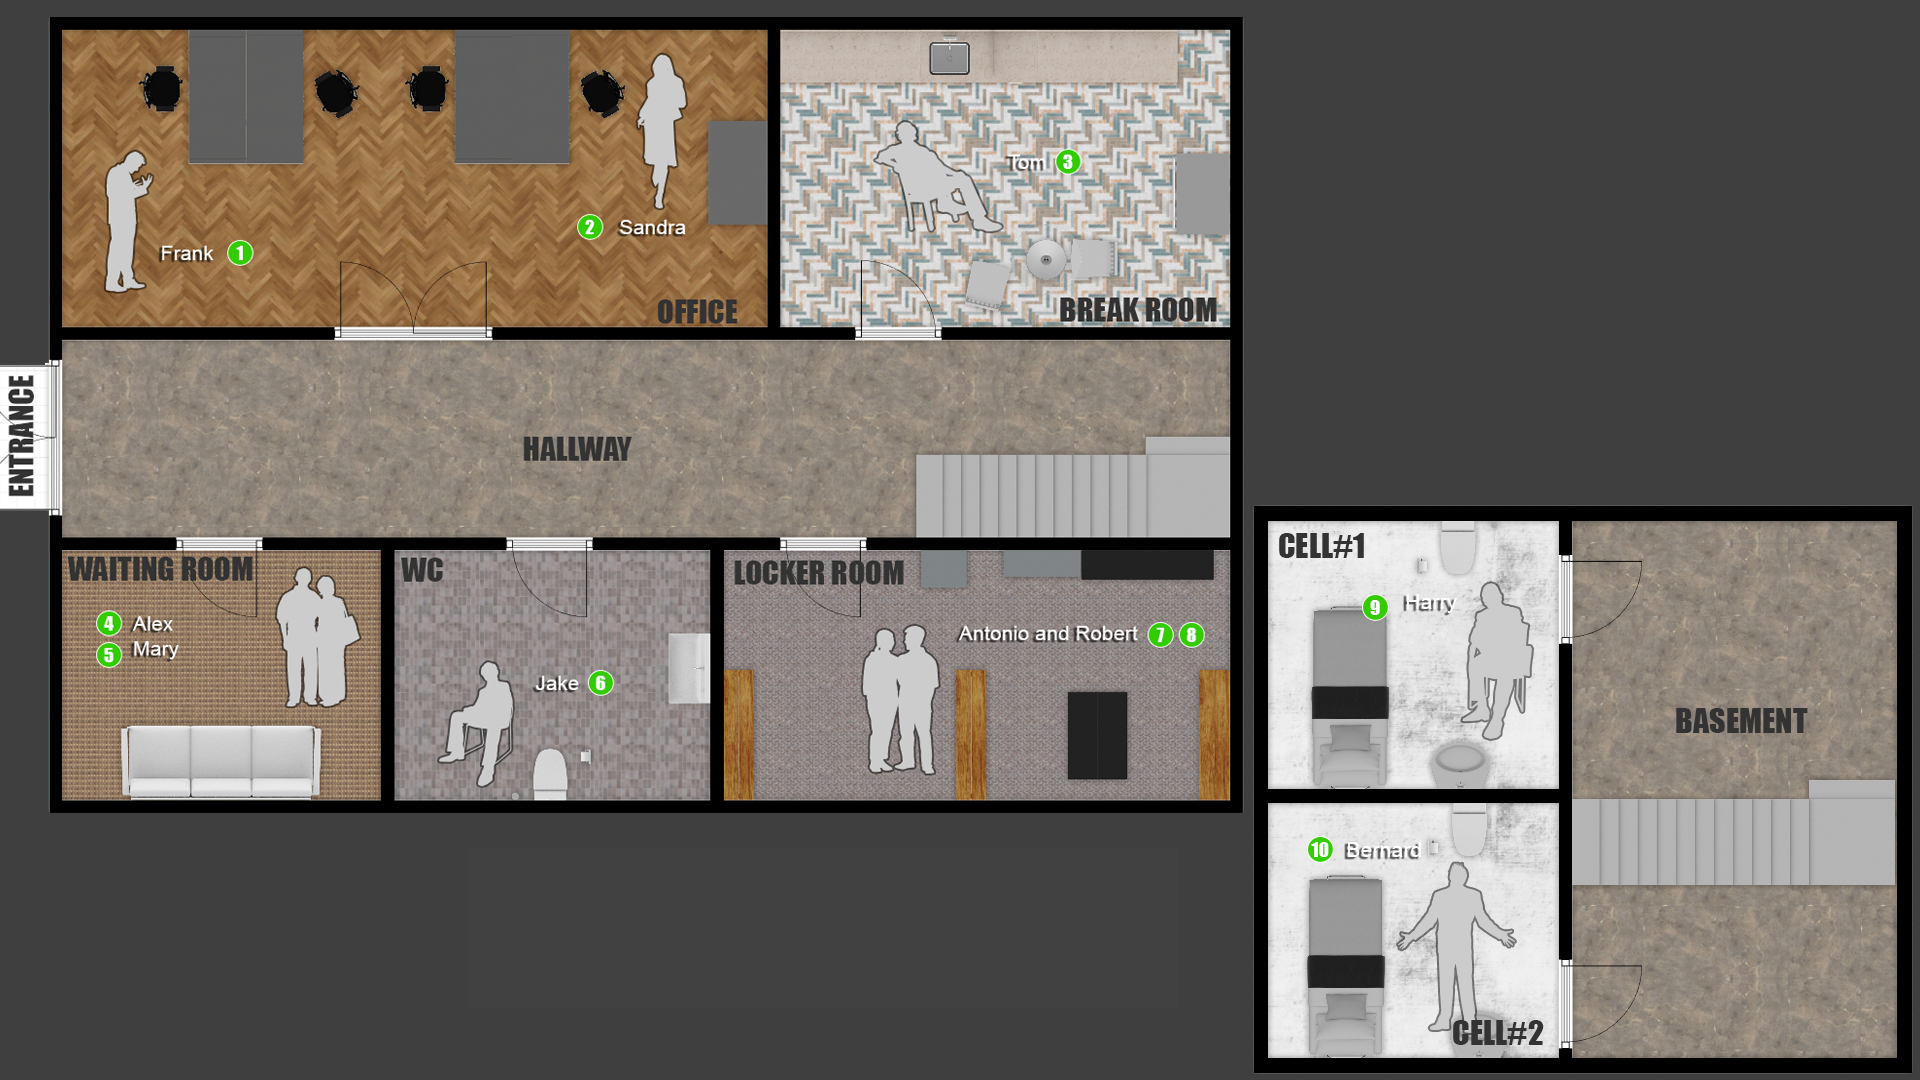 Frank 1
2 Sandra
OFFICE
Tom 3
BREAK ROOM
ENTRANCE
HALLWAY
WAITING ROOM
4 Alex
5 Mary
WC
Jake 6
LOCKER ROOM
Antonio and Robert 7 8
CELL#1
9 Harry
BASEMENT
10 Bernard
CELL#2